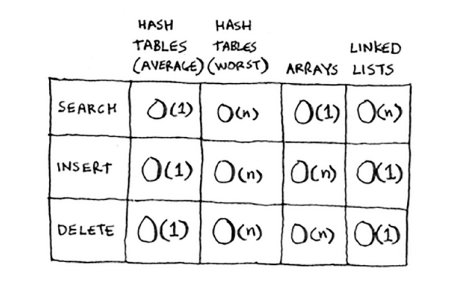 HASH TABLES (AVERAGE) HASH TABLES (WORST) ARRAYS LINKED LISTS
SEARCH O(1) O(n) O(1) O(n)
INSERT O(1) O(n) O(n) O(1)
DELETE O(1) O(n) O(n) O(1)